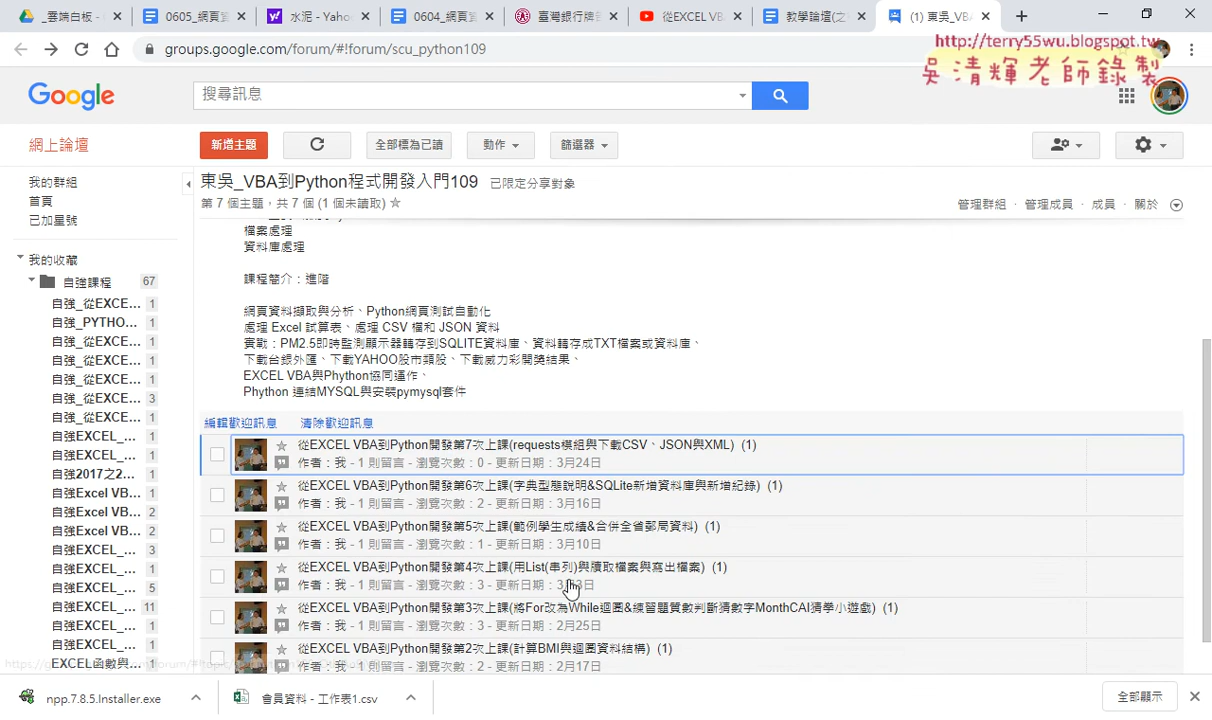 _雲端白板 - 
0605_網頁資
水泥 - Yahoo
0604_網頁資
臺灣銀行牌告
從EXCEL VBA
教學論壇(之
(1) 東吳_VBA
groups.google.com/forum/#!forum/scu_python109
http://terry55wu.blogspot.tw
吳清輝老師錄製
Google
搜尋訊息
網上論壇
新增主題
全部標為已讀
動作
篩選器
我的群組
首頁
已加星號
東吳_VBA到Python程式開發入門109 已限定分享對象
第 7 個主題，共 7 個 (1 個未讀取)
管理群組 · 管理成員 · 成員 · 關於
我的收藏
自強課程 67
自強_從EXCE... 1
自強_PYTHO... 1
自強_從EXCE... 1
自強_從EXCE... 1
自強_從EXCE... 1
_從EXCE... 3
自強_從EXCE... 1
自強EXCEL_... 1
自強EXCEL_... 1
自強2017之2... 1
自強Excel VB... 1
自強Excel VB... 2
自強Excel VB... 2
自強EXCEL_... 3
自強EXCEL_... 1
自強EXCEL_... 5
自強EXCEL_... 11
自強EXCEL_... 1
自強EXCEL_... 1
EXCEL函數與... 1
檔案處理
資料庫處理
課程簡介：進階
網頁資料擷取與分析、Python網頁測試自動化
處理 Excel 試算表、處理 CSV 檔和 JSON 資料
實戰：PM2.5即時監測顯示器轉存到SQLITE資料庫、資料轉存成TXT檔案或資料庫、
下載台銀外匯、下載YAHOO股市類股、下載威力彩開獎結果、
EXCEL VBA與Phython協同運作、
Phython 連結MYSQL與安裝pymysql套件
編輯歡迎訊息 清除歡迎訊息
從EXCEL VBA到Python開發第7次上課(requests模組與下載CSV、JSON與XML) (1)
作者：我 - 1 則留言 - 瀏覽次數：0 - 更新日期：3月24日
從EXCEL VBA到Python開發第6次上課(字典型態說明&SQLite新增資料庫與新增紀錄) (1)
作者：我 - 1 則留言 - 瀏覽次數：2 - 更新日期：3月16日
從EXCEL VBA到Python開發第5次上課(範例學生成績&合併全省郵局資料) (1)
作者：我 - 1 則留言 - 瀏覽次數：1 - 更新日期：3月10日
從EXCEL VBA到Python開發第4次上課(用List(串列)與讀取檔案與寫出檔案) (1)
作者：我 - 1 則留言 - 瀏覽次數：3 - 更新日期：3月3日
從EXCEL VBA到Python開發第3次上課(將For改為While迴圈&練習題質數判斷猜數字MonthCAI猜學小遊戲) (1)
作者：我 - 1 則留言 - 瀏覽次數：3 - 更新日期：2月25日
從EXCEL VBA到Python開發第2次上課(計算BMI與迴圈資料結構) (1)
作者：我 - 1 則留言 - 瀏覽次數：2 - 更新日期：2月17日
npp.7.8.5.Installer.exe
會員資料 - 工作表1.csv
全部顯示